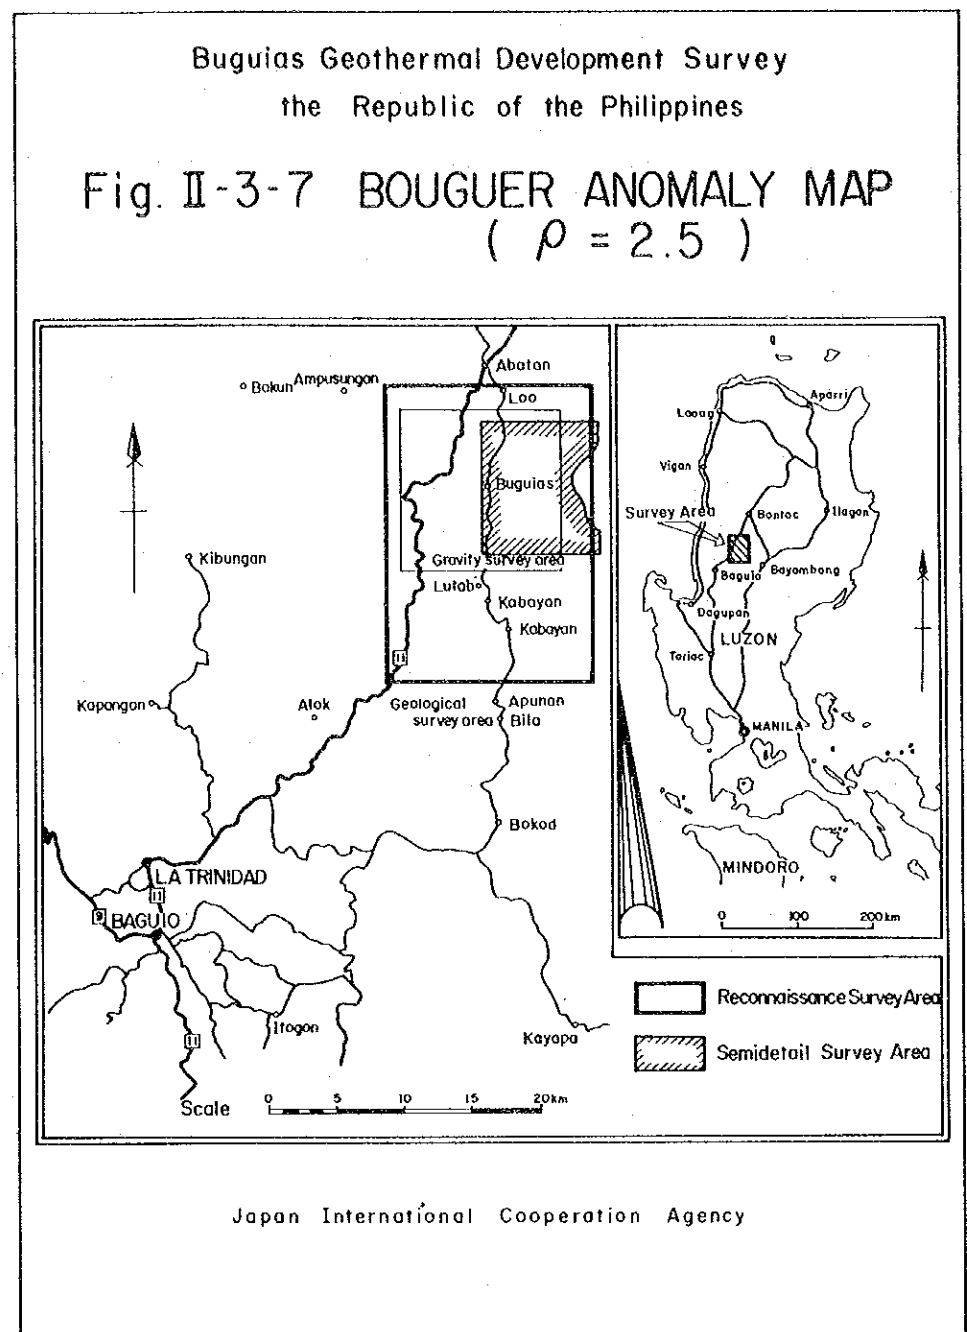 Buguias Geothermal Development Survey
the Republic of the Philippines
Fig. II-3-7 BOUGUER ANOMALY MAP
( ρ = 2.5 )
Abatan
Bakun
Ampusungan
Loo
Buguias
Kibungan
Gravity survey area
Lutab
Kabayan
Kabayan
11
Kapangan
Atok
Geological
survey area
Apunan
Bila
Bokod
LA TRINIDAD
11
9
BAGUIO
Itogon
11
Kayapa
Scale
0 5 10 15 20km
Aparri
Laoag
Vigan
Survey Area
Bontoc
Ilagan
Baguio
Bayombong
Dagupan
LUZON
Tarlac
MANILA
MINDORO
0 100 200km
Reconnaissance Survey Area
Semidetail Survey Area
Japan International Cooperation Agency